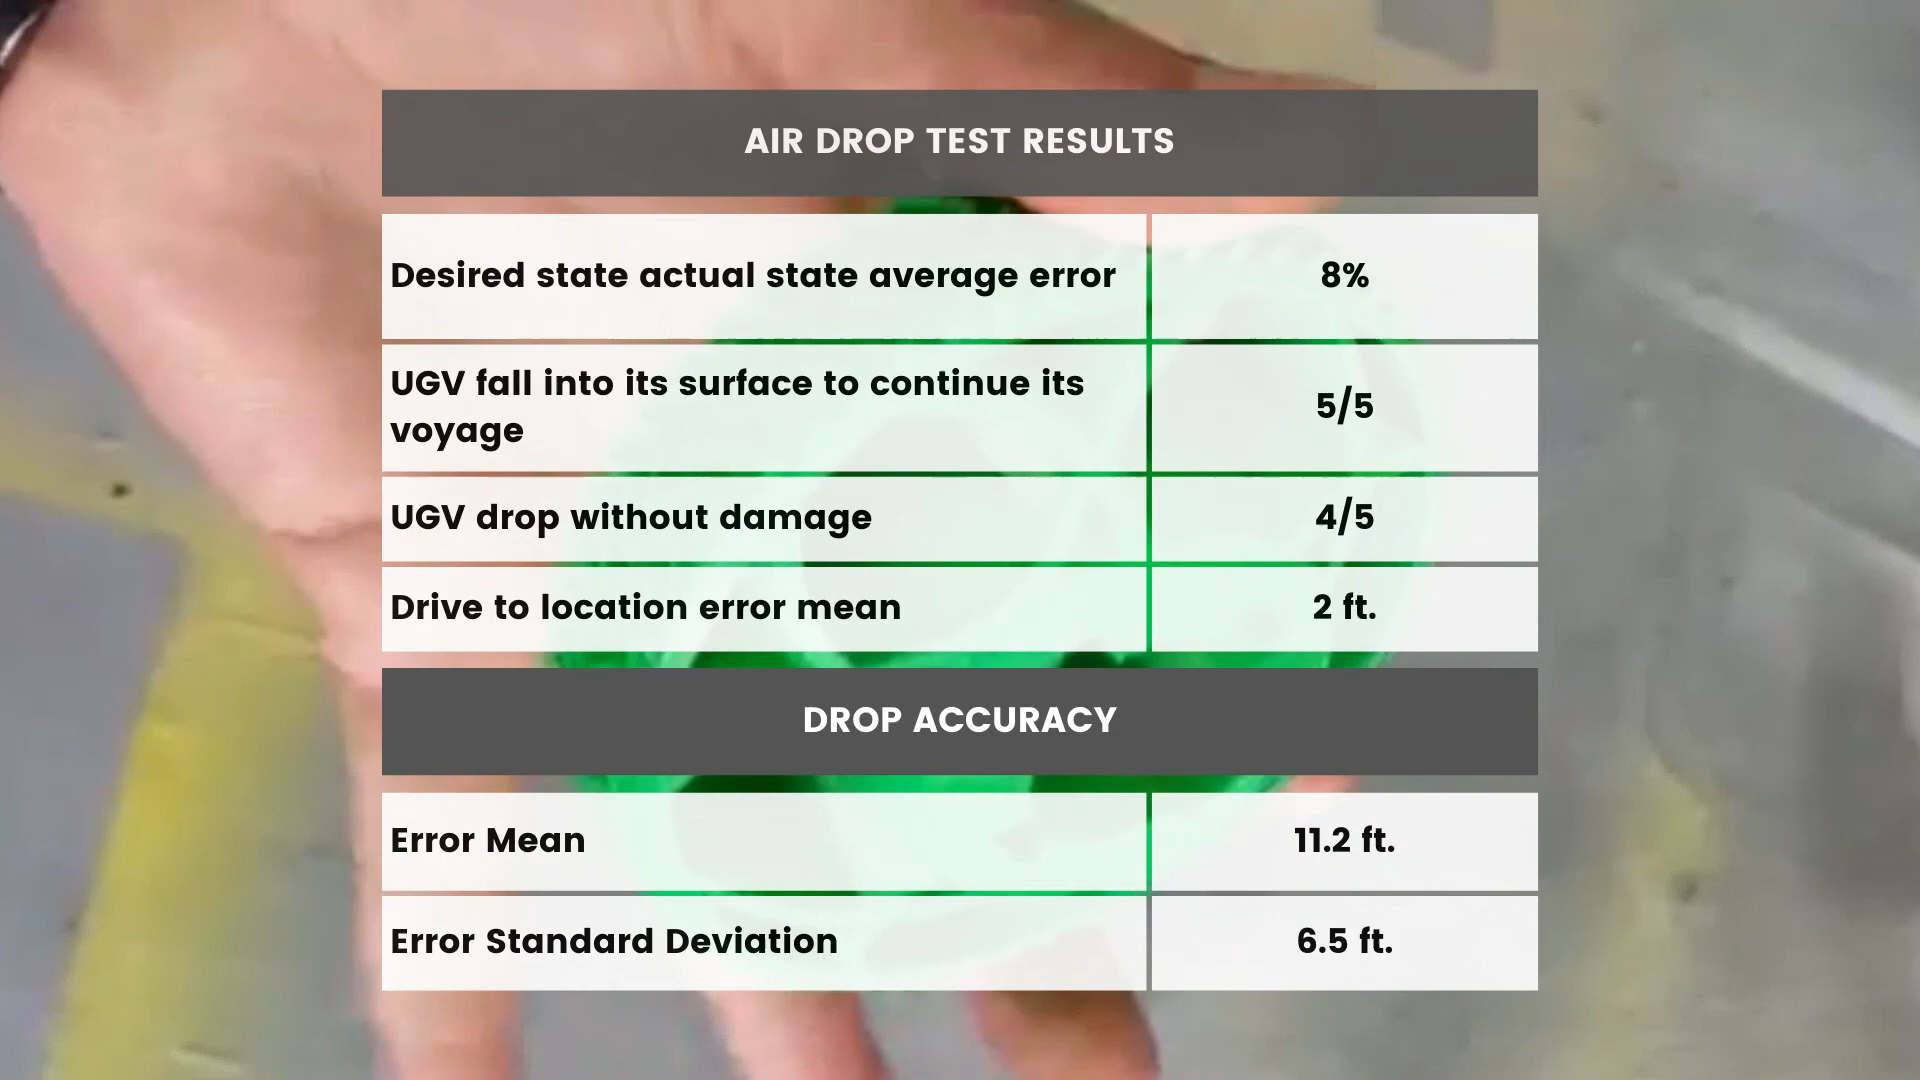 AIR DROP TEST RESULTS
Desired state actual state average error
8%
UGV fall into its surface to continue its
voyage
5/5
UGV drop without damage
4/5
Drive to location error mean
2 ft.
DROP ACCURACY
Error Mean
11.2 ft.
Error Standard Deviation
6.5 ft.